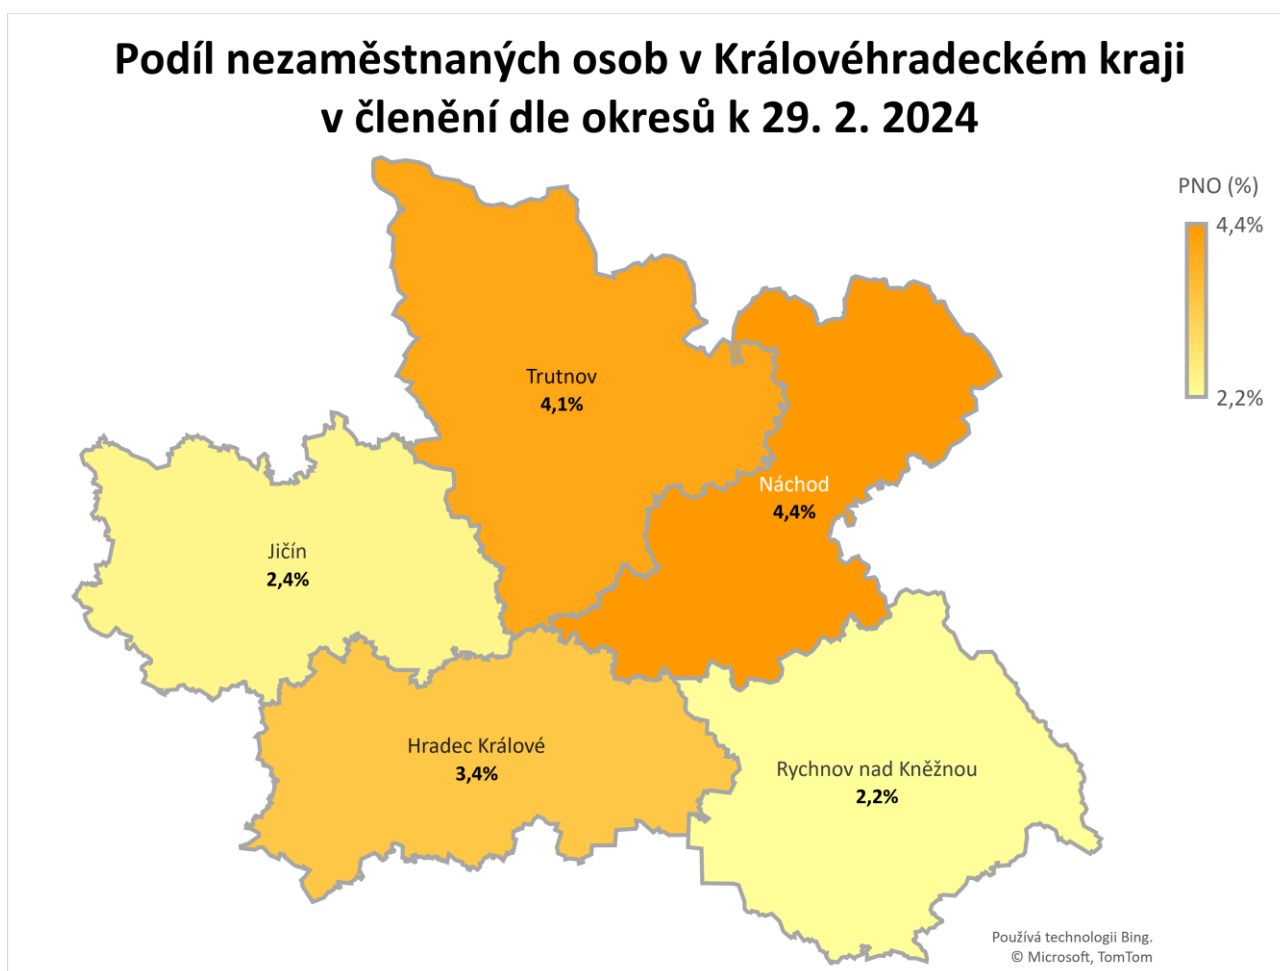 Podíl nezaměstnaných osob v Královéhradeckém kraji
v členění dle okresů k 29. 2. 2024
PNO (%)
4,4%
2,2%
Trutnov
4,1%
Náchod
4,4%
Jičín
2,4%
Hradec Králové
3,4%
Rychnov nad Kněžnou
2,2%
Používá technologii Bing.
© Microsoft, TomTom